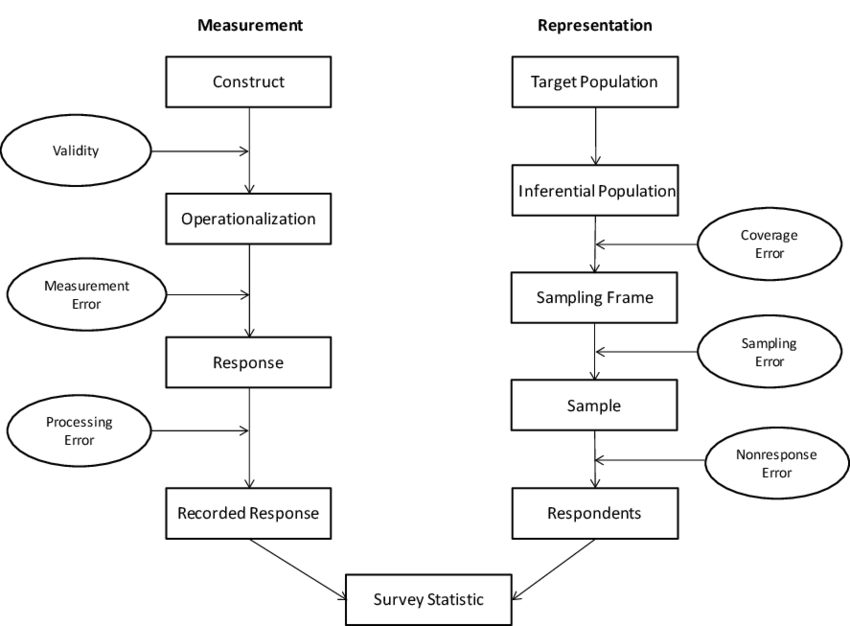 Measurement
Representation
Construct
Target Population
Validity
Inferential Population
Operationalization
Coverage
Error
Measurement
Error
Sampling Frame
Sampling
Error
Response
Sample
Processing
Error
Nonresponse
Error
Recorded Response
Respondents
Survey Statistic